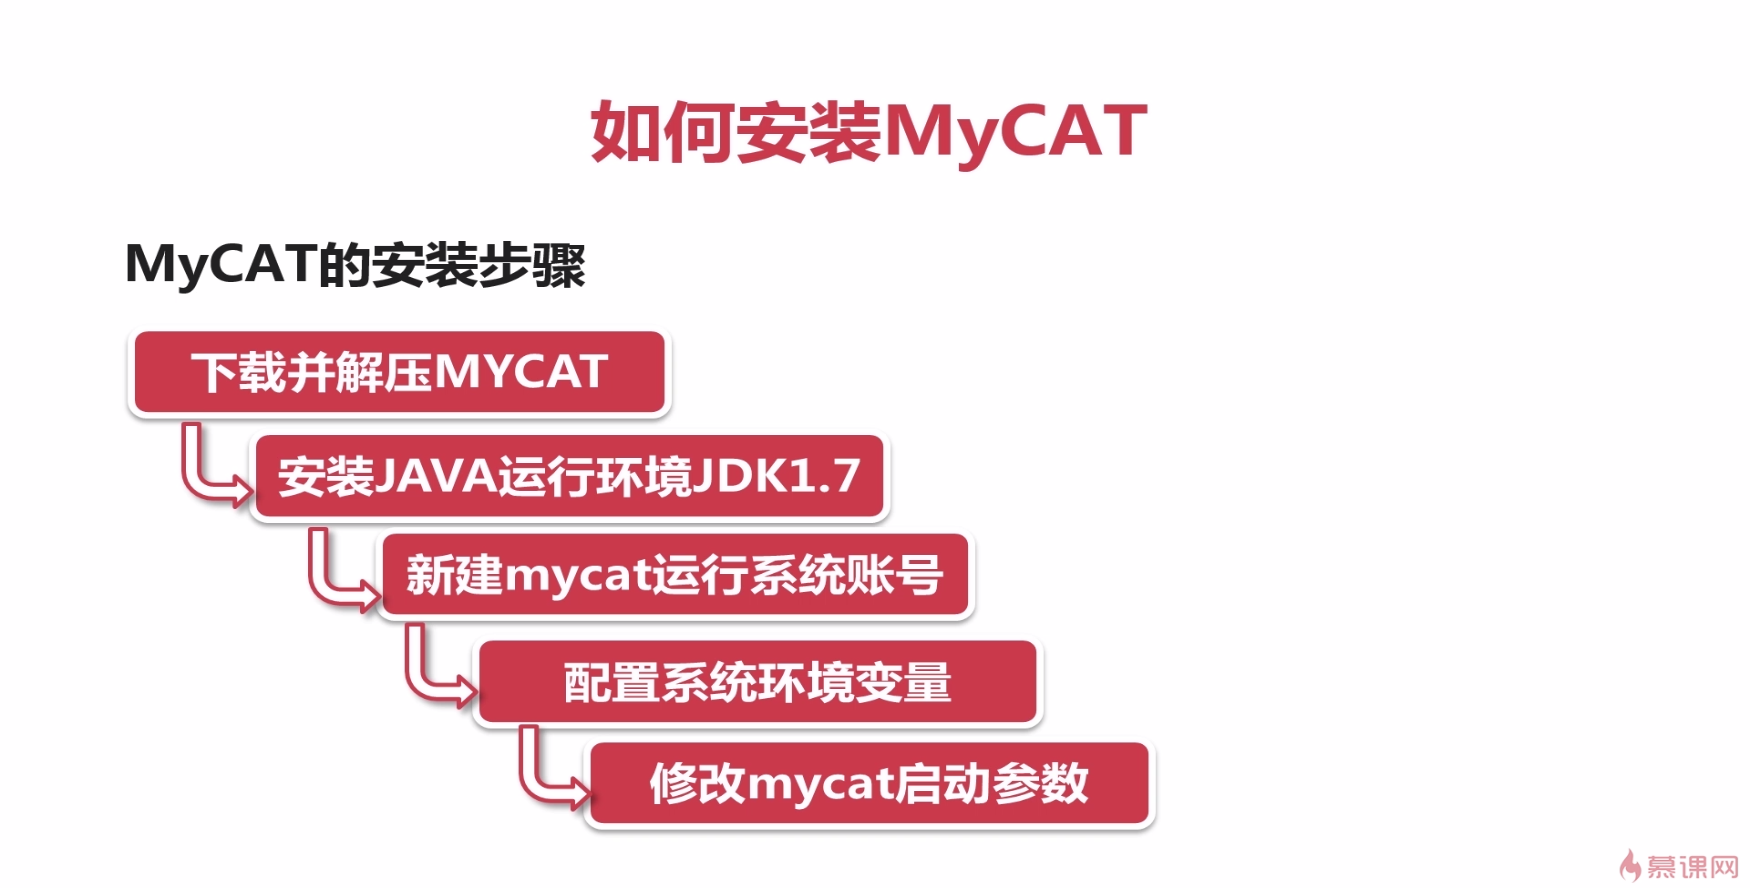 如何安装MyCAT
MyCAT的安装步骤
下载并解压MYCAT
安装JAVA运行环境JDK1.7
新建mycat运行系统账号
配置系统环境变量
修改mycat启动参数
慕课网